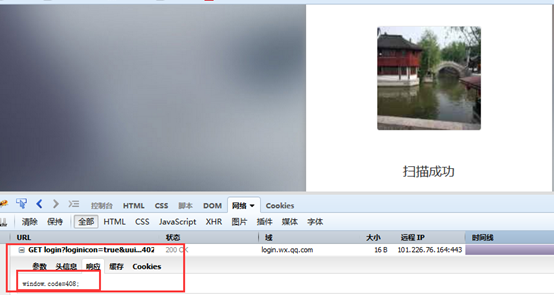 扫描成功
控制台 HTML CSS 脚本 DOM 网络 Cookies
清除 保持 全部 HTML CSS JavaScript XHR 图片 插件 媒体 字体
URL 状态 域 大小 远程 IP 时间线
GET login?loginicon=true&uui...402 200 OK login.wx.qq.com 16 B 101.226.76.164:443
参数 头信息 响应 缓存 Cookies
window.code=408;